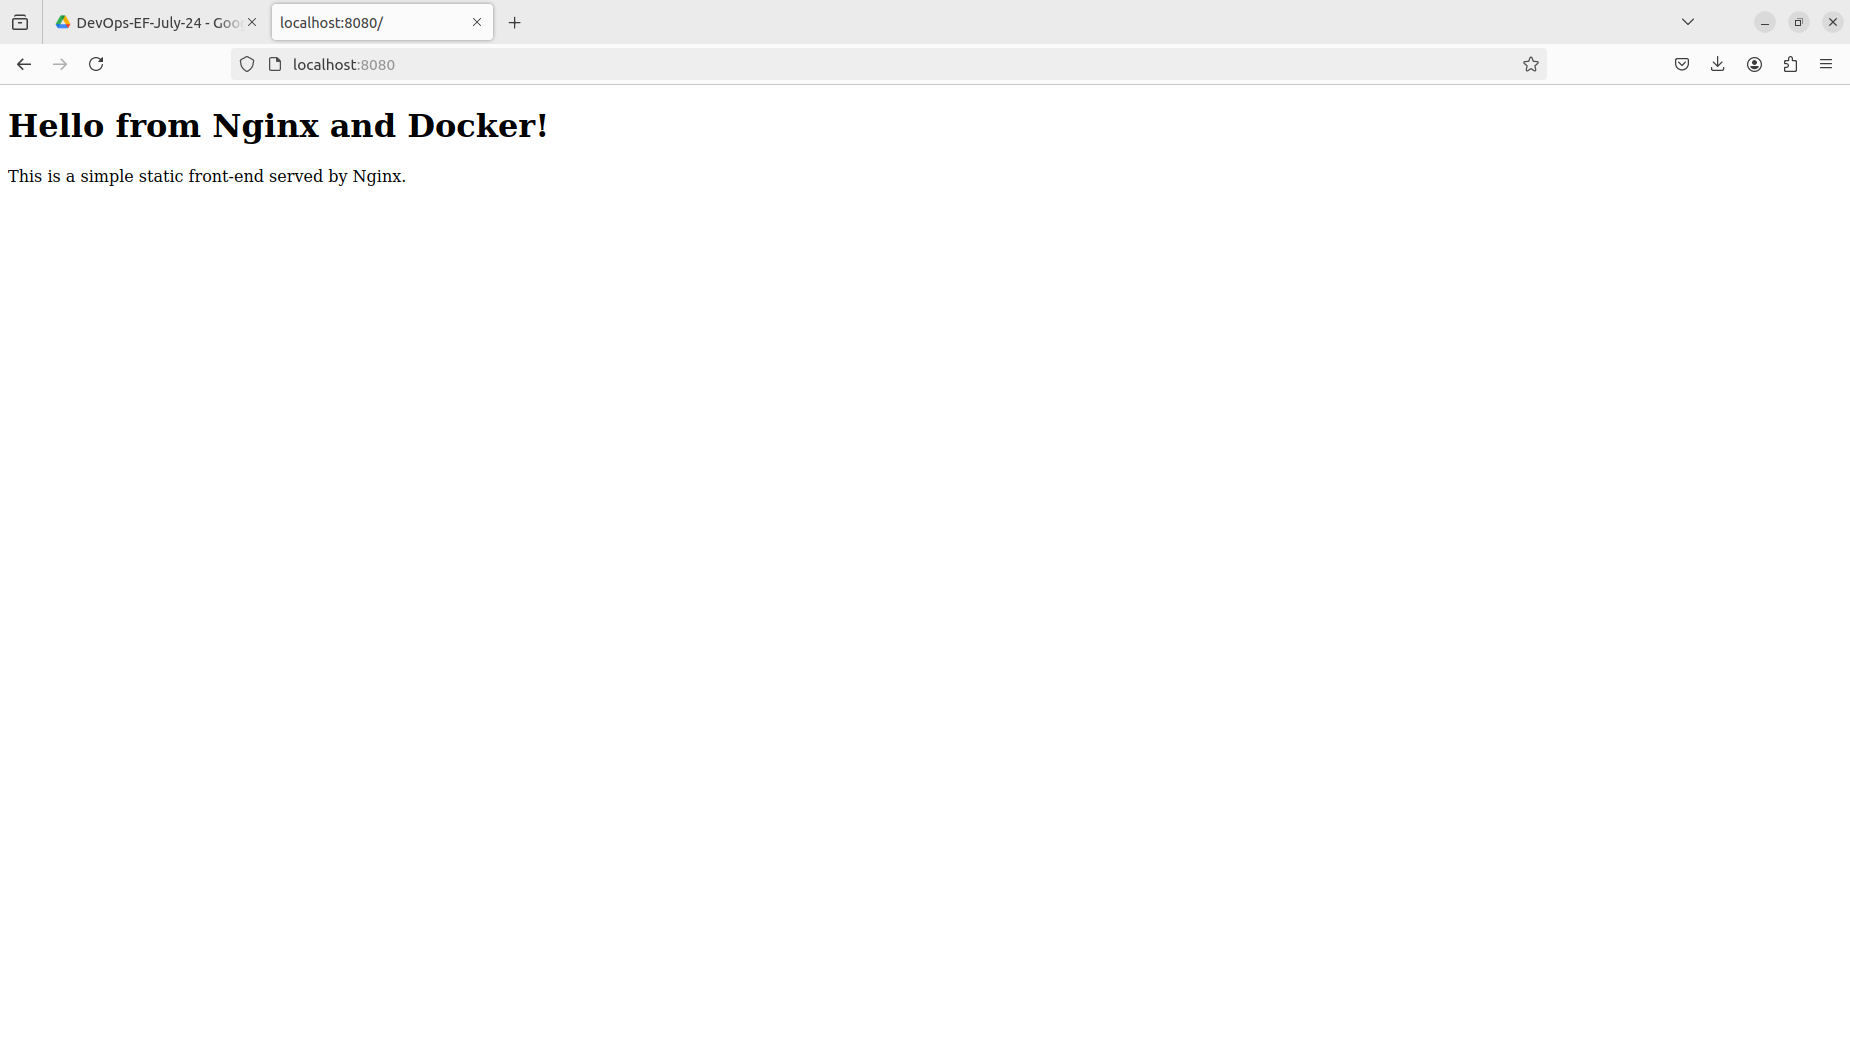 DevOps-EF-July-24 - Goo
localhost:8080/
localhost:8080
Hello from Nginx and Docker!
This is a simple static front-end served by Nginx.